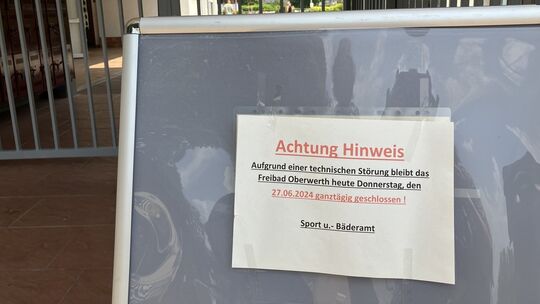 Achtung Hinweis
Aufgrund einer technischen Störung bleibt das
Freibad Oberwerth heute Donnerstag, den
27.06.2024 ganztägig geschlossen !
Sport u.- Bäderamt